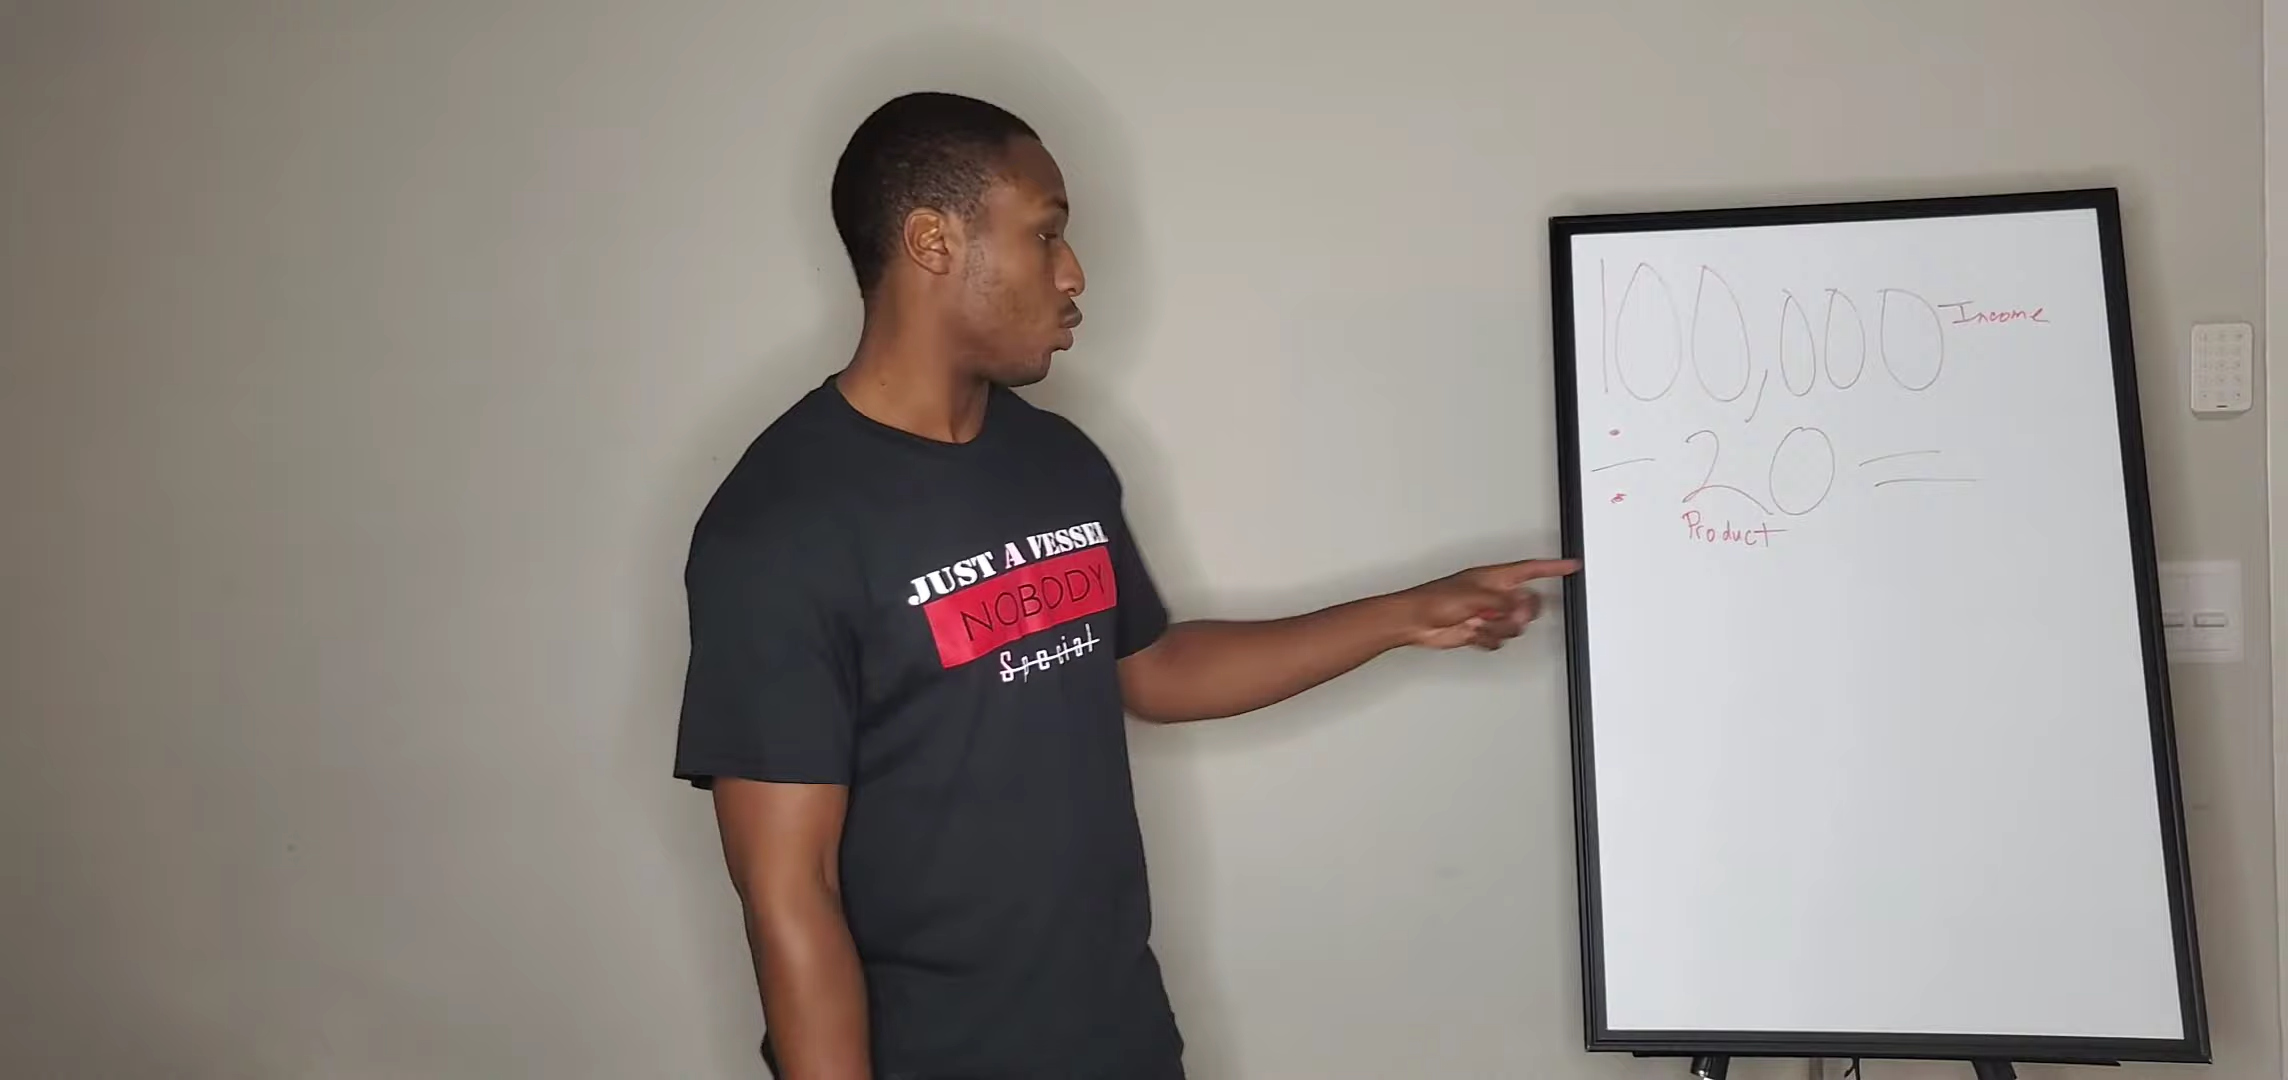 JUST A VESSEL
NOBODY
Special
100,000 Income
÷ 20 =
Product